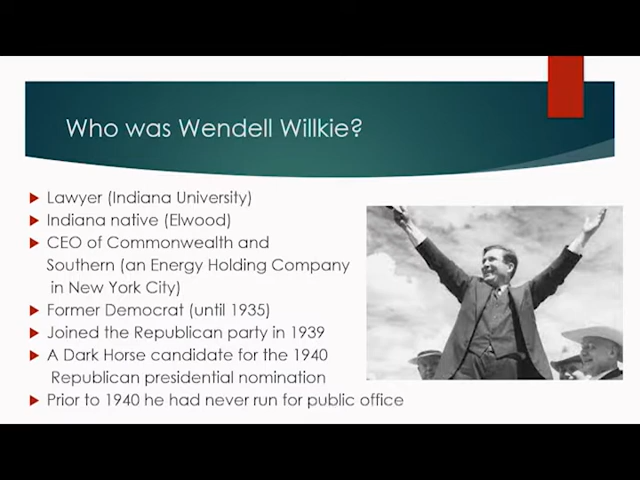 Who was Wendell Willkie?
Lawyer (Indiana University)
Indiana native (Elwood)
CEO of Commonwealth and
Southern (an Energy Holding Company
in New York City)
Former Democrat (until 1935)
Joined the Republican party in 1939
A Dark Horse candidate for the 1940
Republican presidential nomination
Prior to 1940 he had never run for public office